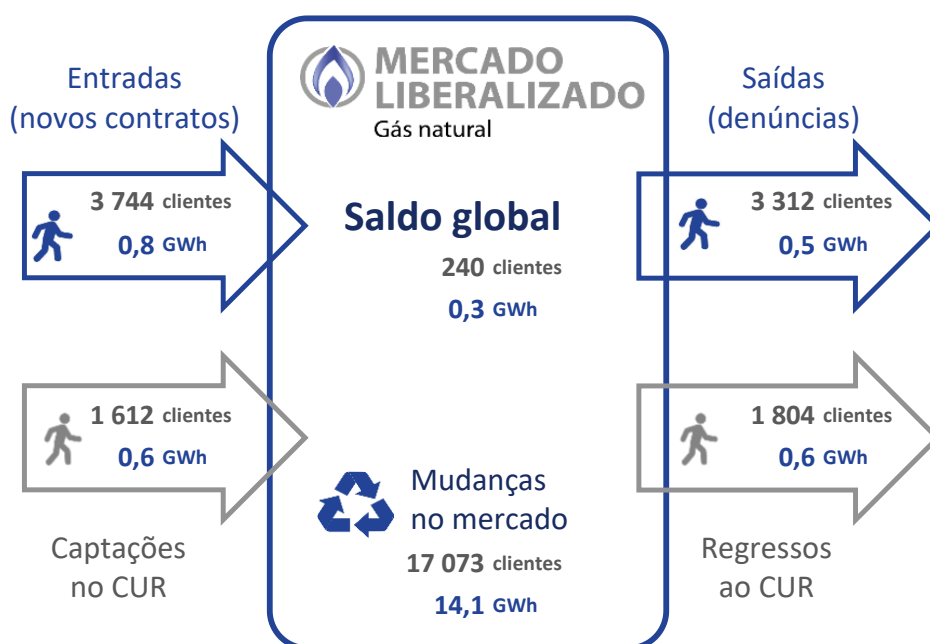 Entradas
(novos contratos)
3 744 clientes
0,8 GWh
1 612 clientes
0,6 GWh
Captações
no CUR
MERCADO
LIBERALIZADO
Gás natural
Saldo global
240 clientes
0,3 GWh
Mudanças
no mercado
17 073 clientes
14,1 GWh
Saídas
(denúncias)
3 312 clientes
0,5 GWh
1 804 clientes
0,6 GWh
Regressos
ao CUR